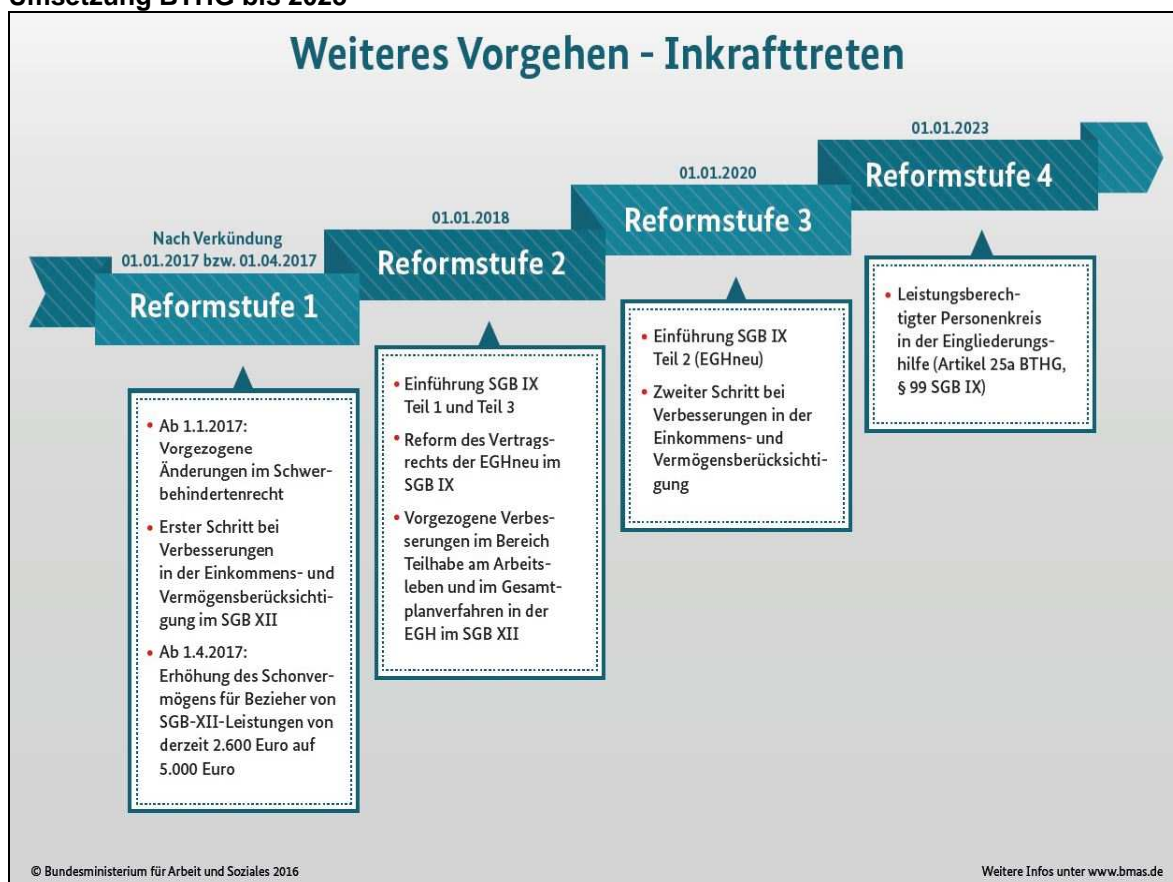 Umsetzung BTHG bis 2023
Weiteres Vorgehen - Inkrafttreten
Nach Verkündung
01.01.2017 bzw. 01.04.2017
Reformstufe 1
• Ab 1.1.2017:
Vorgezogene
Änderungen im Schwer-
behindertenrecht
• Erster Schritt bei
Verbesserungen
in der Einkommens- und
Vermögensberücksichti-
gung im SGB XII
• Ab 1.4.2017:
Erhöhung des Schonver-
mögens für Bezieher von
SGB-XII-Leistungen von
derzeit 2.600 Euro auf
5.000 Euro
01.01.2018
Reformstufe 2
• Einführung SGB IX
Teil 1 und Teil 3
• Reform des Vertrags-
rechts der EGHneu im
SGB IX
• Vorgezogene Verbes-
serungen im Bereich
Teilhabe am Arbeits-
leben und im Gesamt-
planverfahren in der
EGH im SGB XII
01.01.2020
Reformstufe 3
• Einführung SGB IX
Teil 2 (EGHneu)
• Zweiter Schritt bei
Verbesserungen in der
Einkommens- und
Vermögensberücksichti-
gung
01.01.2023
Reformstufe 4
• Leistungsberech-
tigter Personenkreis
in der Eingliederungs-
hilfe (Artikel 25a BTHG,
§ 99 SGB IX)
© Bundesministerium für Arbeit und Soziales 2016
Weitere Infos unter www.bmas.de